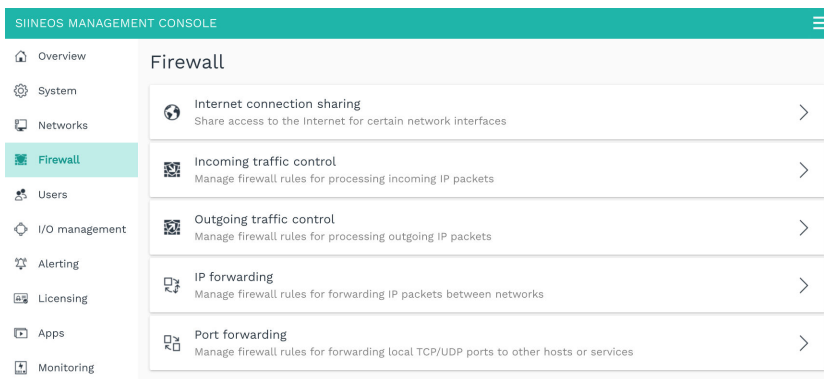 SIINEOS MANAGEMENT CONSOLE
Overview
System
Networks
Firewall
Users
I/O management
Alerting
Licensing
Apps
Monitoring
Firewall
Internet connection sharing
Share access to the Internet for certain network interfaces
Incoming traffic control
Manage firewall rules for processing incoming IP packets
Outgoing traffic control
Manage firewall rules for processing outgoing IP packets
IP forwarding
Manage firewall rules for forwarding IP packets between networks
Port forwarding
Manage firewall rules for forwarding local TCP/UDP ports to other hosts or services